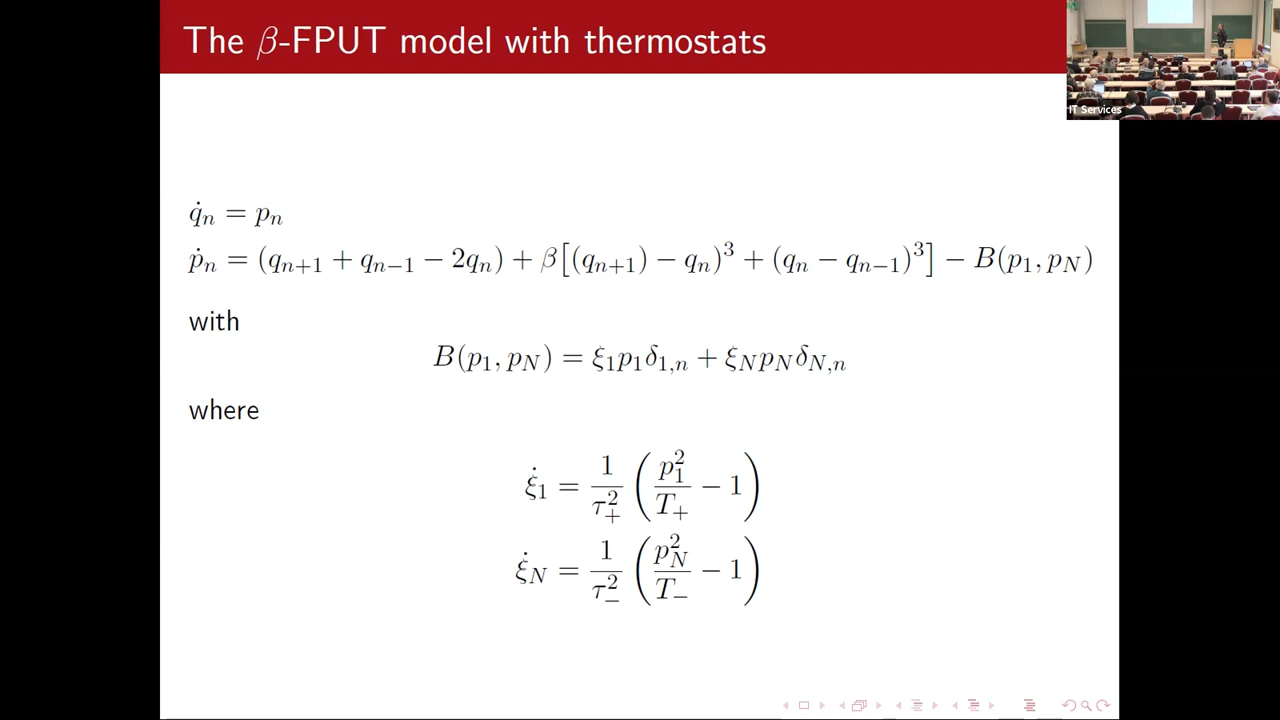 The β-FPUT model with thermostats
IT Services
q̇ₙ = pₙ
ṗₙ = (qₙ₊₁ + qₙ₋₁ − 2qₙ) + β[(qₙ₊₁) − qₙ)³ + (qₙ − qₙ₋₁)³] − B(p₁, p_N)
with
B(p₁, p_N) = ξ₁p₁δ₁,ₙ + ξ_N p_N δ_N,ₙ
where
ξ̇₁ = 1/τ₊² (p₁²/T₊ − 1)
ξ̇_N = 1/τ₋² (p_N²/T₋ − 1)